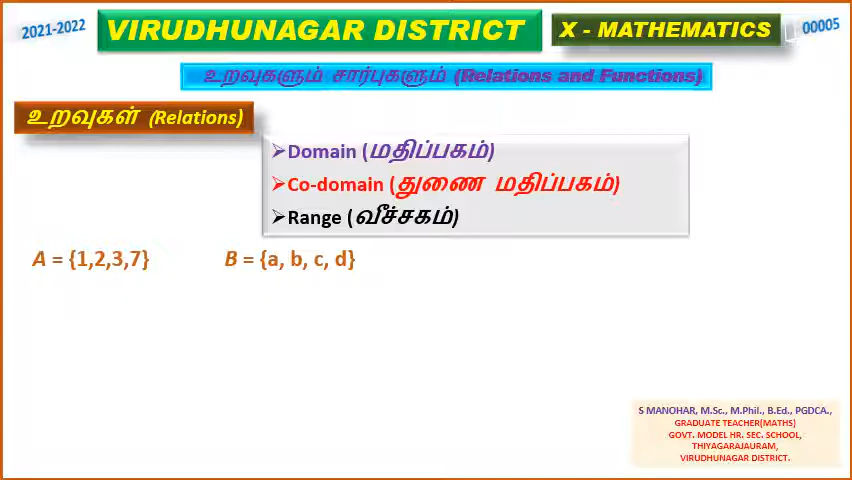 2021-2022
VIRUDHUNAGAR DISTRICT
X - MATHEMATICS
00005
உறவுகளும் சார்புகளும் (Relations and Functions)
உறவுகள் (Relations)
➢Domain (மதிப்பகம்)
➢Co-domain (துணை மதிப்பகம்)
➢Range (வீச்சகம்)
A = {1,2,3,7} B = {a, b, c, d}
S MANOHAR, M.Sc., M.Phil., B.Ed., PGDCA.,
GRADUATE TEACHER(MATHS)
GOVT. MODEL HR. SEC. SCHOOL,
THIYAGARAJAURAM,
VIRUDHUNAGAR DISTRICT.